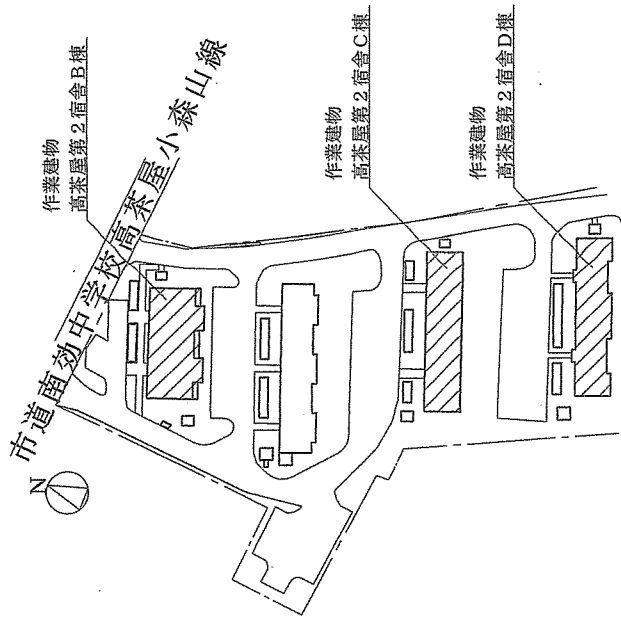 市道南効中学校高茶屋小森山線
N
作業建物
高茶屋第2宿舎B棟
作業建物
高茶屋第2宿舎C棟
作業建物
高茶屋第2宿舎D棟